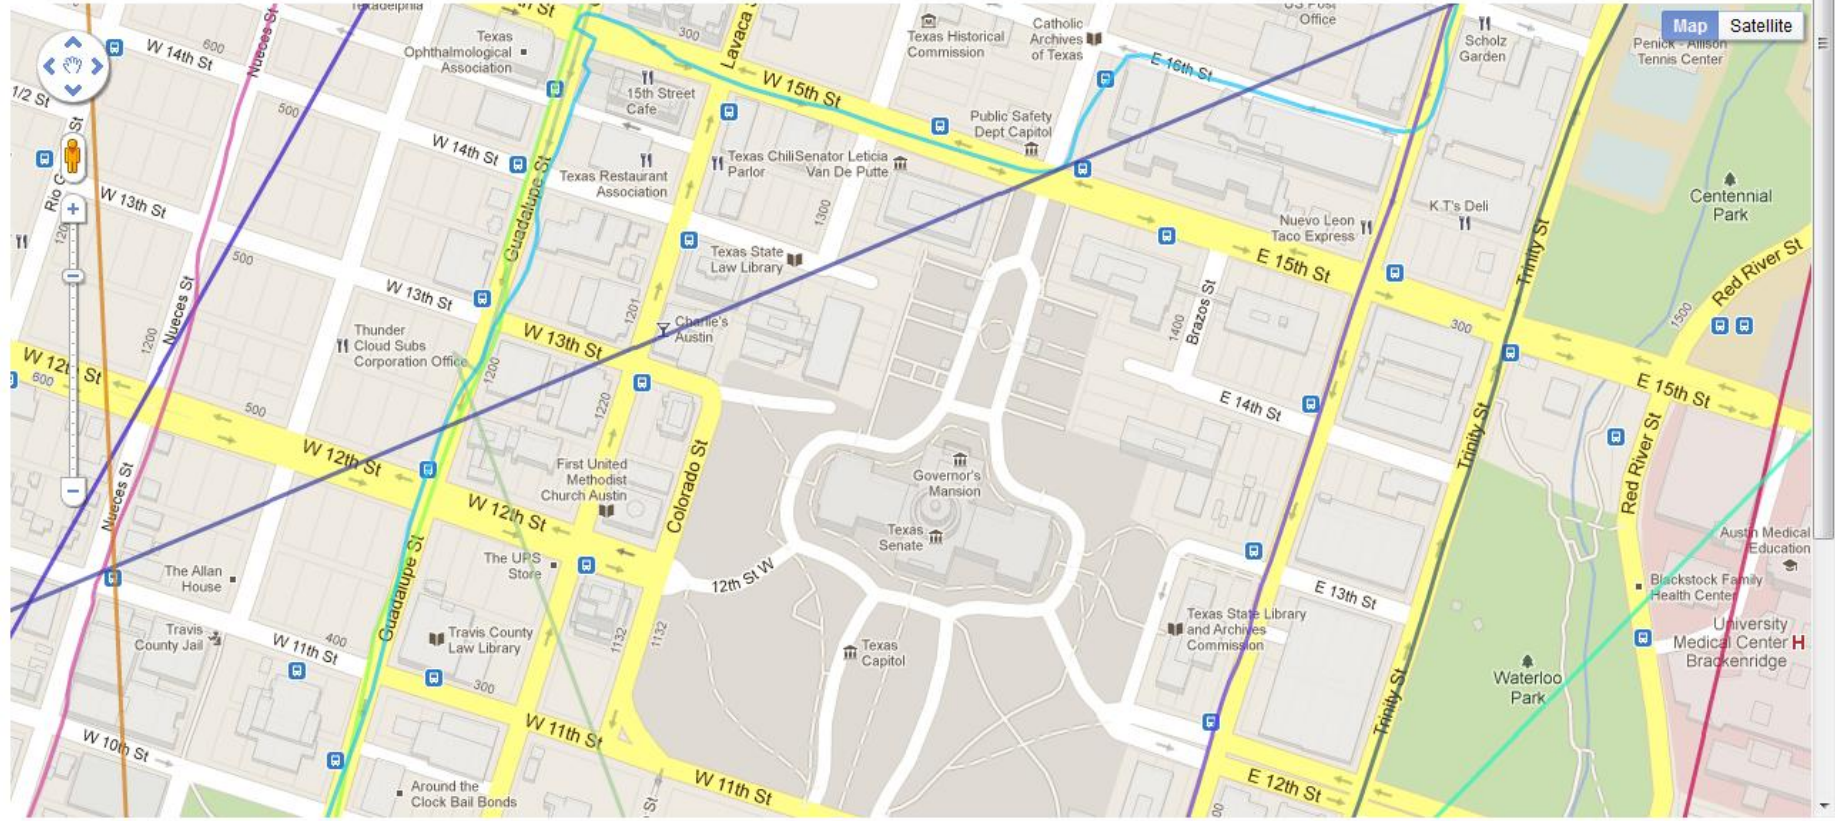 Texadelphia
th St
US Post
Office
Map
Satellite
Nueces St
W 14th St
600
Texas
Ophthalmological
Association
300
Lavaca S
Texas Historical
Commission
Catholic
Archives
of Texas
Scholz
Garden
Penick - Allison
Tennis Center
1/2 St
500
15th Street
Cafe
W 15th St
E 16th St
Public Safety
Dept Capitol
W 14th St
Guadalupe St
Texas Restaurant
Association
Texas Chili
Parlor
Senator Leticia
Van De Putte
1300
K T's Deli
Centennial
Park
W 13th St
Nuevo Leon
Taco Express
500
Texas State
Law Library
E 15th St
Trinity St
Red River St
W 13th St
1201
1400
Brazos St
300
1500
Nueces St
1200
Thunder
Cloud Subs
Corporation Office
W 13th St
Charlie's
Austin
1200
W 12th St
600
500
1220
E 14th St
E 15th St
W 12th St
First United
Methodist
Church Austin
Colorado St
Governor's
Mansion
Trinity St
Red River St
Nueces St
W 12th St
Texas
Senate
Austin Medical
Education
The Allan
House
The UPS
Store
12th St W
E 13th St
Blackstock Family
Health Center
Guadalupe St
Travis
County Jail
W 11th St
400
Travis County
Law Library
1132
1132
Texas
Capitol
Texas State Library
and Archives
Commission
University
Medical Center
Brackenridge
H
Waterloo
Park
300
W 11th St
Trinity St
W 10th St
Around the
Clock Bail Bonds
W 11th St
E 12th St